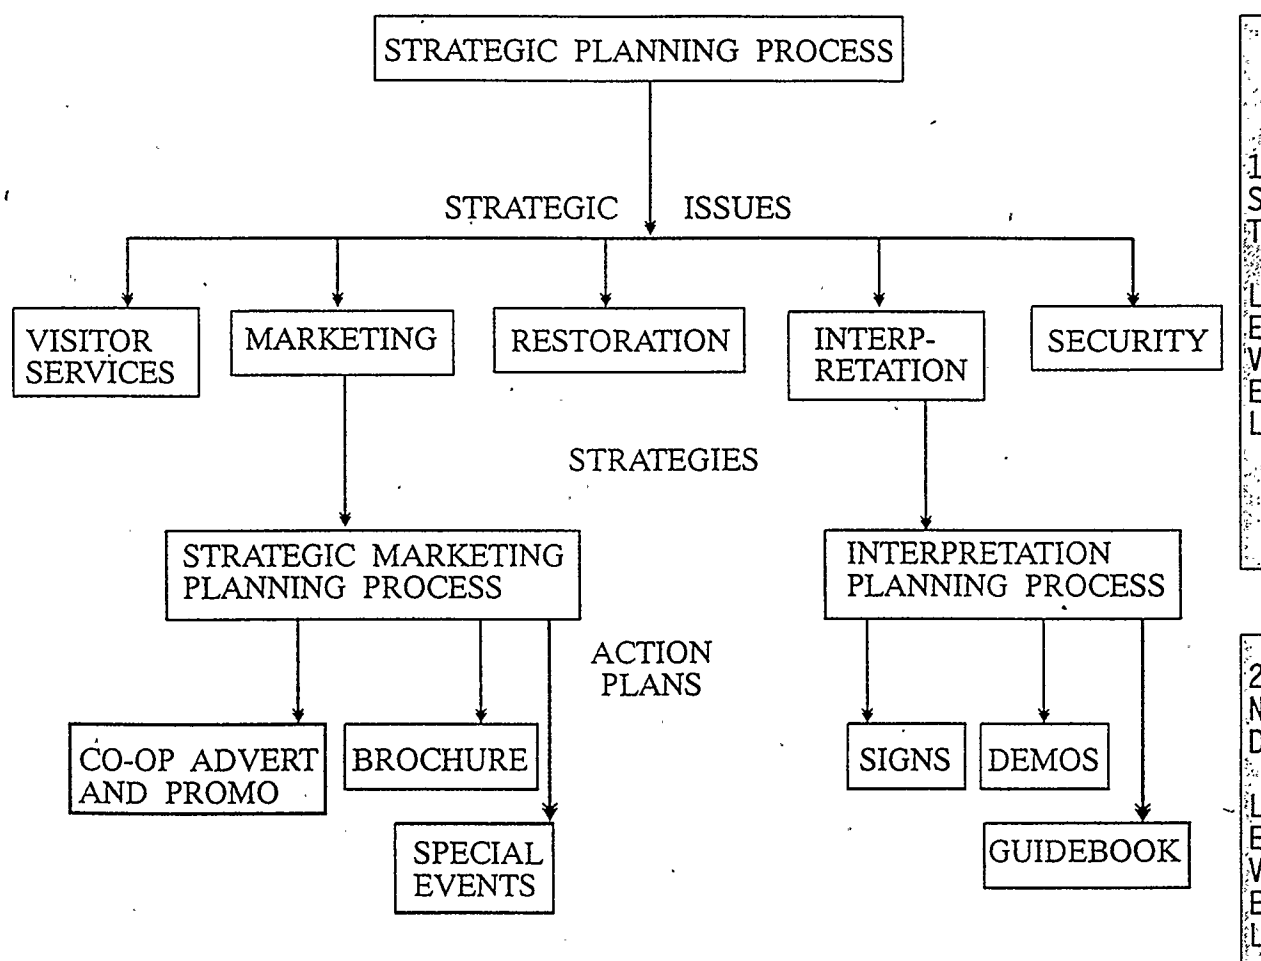 STRATEGIC PLANNING PROCESS
STRATEGIC ISSUES
VISITOR
SERVICES
MARKETING
RESTORATION
INTERP-
RETATION
SECURITY
STRATEGIES
STRATEGIC MARKETING
PLANNING PROCESS
INTERPRETATION
PLANNING PROCESS
ACTION
PLANS
CO-OP ADVERT
AND PROMO
BROCHURE
SPECIAL
EVENTS
SIGNS
DEMOS
GUIDEBOOK
1
S
T
L
E
V
E
L
2
N
D
L
E
V
E
L